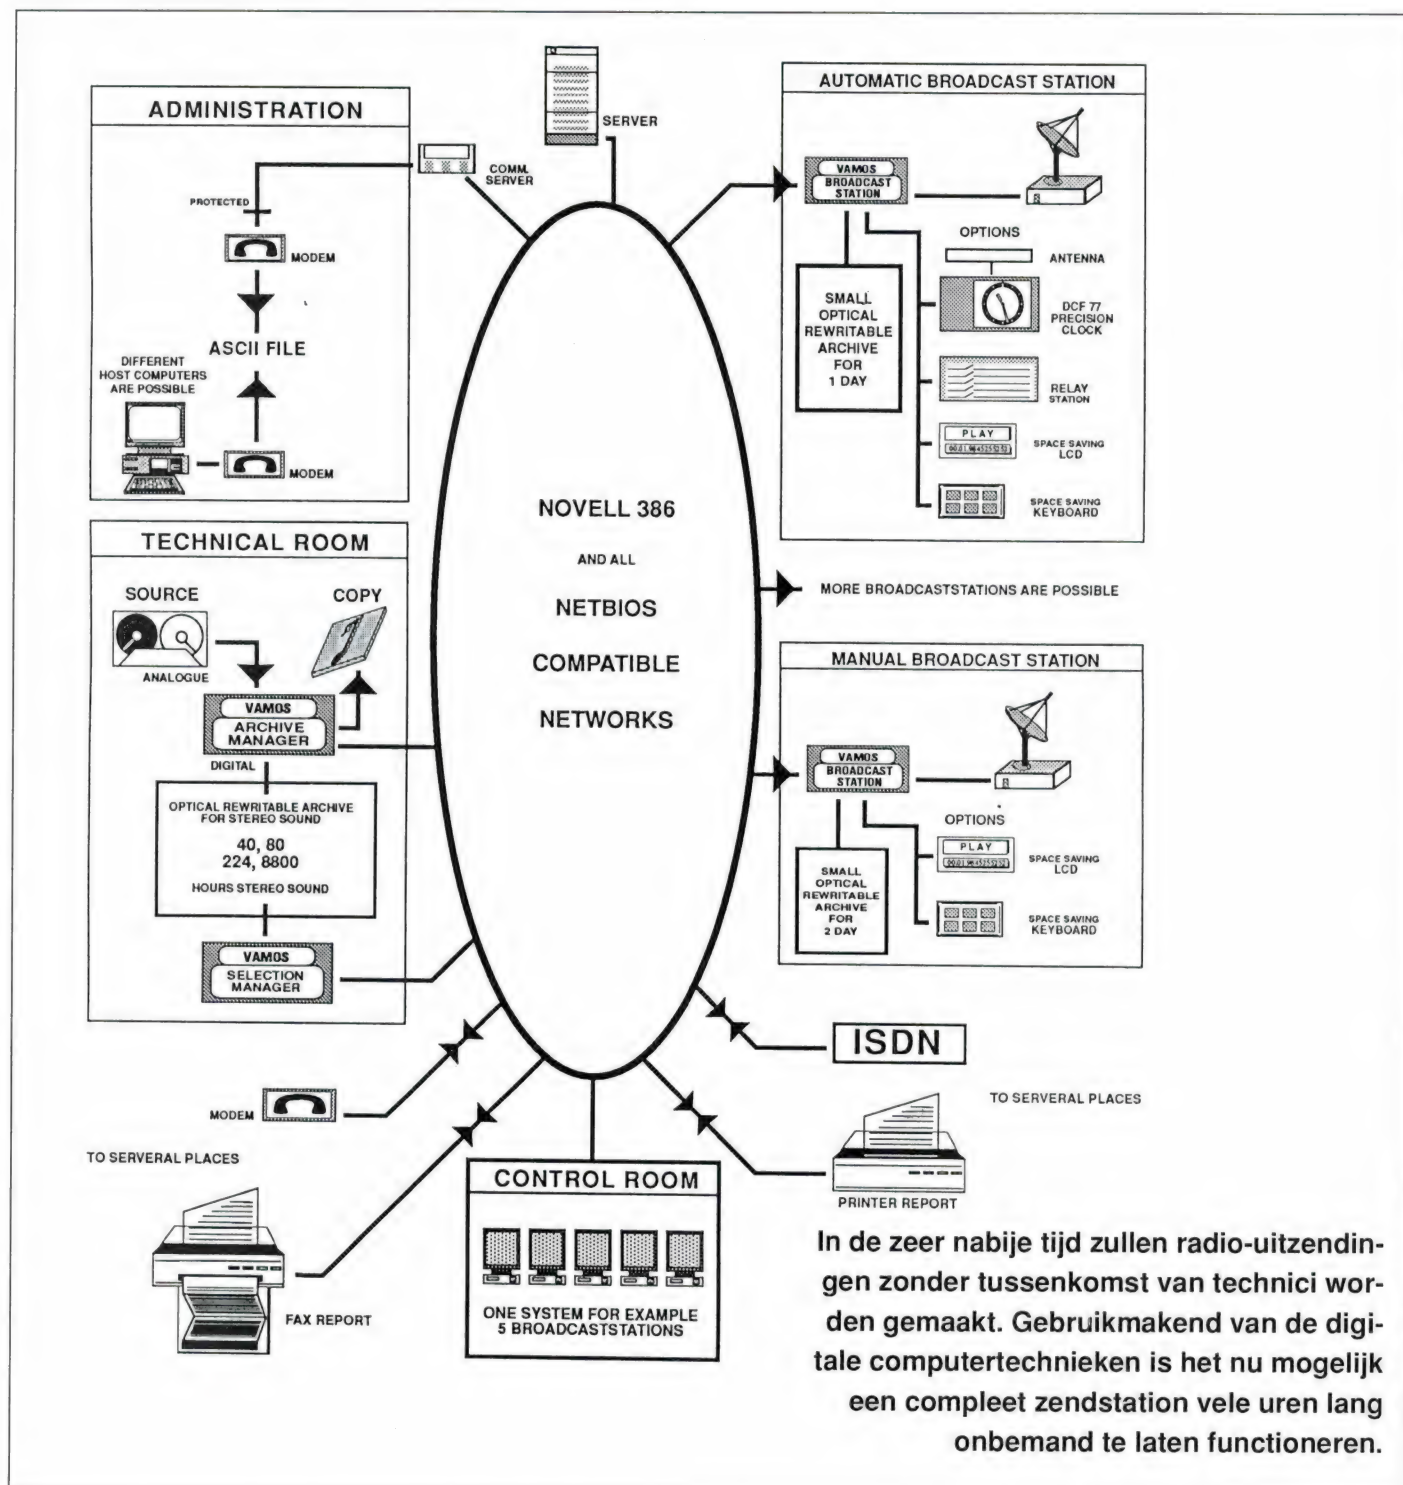 SERVER
COMM.
SERVER
ADMINISTRATION
PROTECTED
MODEM
ASCII FILE
DIFFERENT
HOST COMPUTERS
ARE POSSIBLE
MODEM
TECHNICAL ROOM
SOURCE
COPY
ANALOGUE
VAMOS
ARCHIVE
MANAGER
DIGITAL
OPTICAL REWRITABLE ARCHIVE
FOR STEREO SOUND
40, 80
224, 8800
HOURS STEREO SOUND
VAMOS
SELECTION
MANAGER
NOVELL 386
AND ALL
NETBIOS
COMPATIBLE
NETWORKS
AUTOMATIC BROADCAST STATION
VAMOS
BROADCAST
STATION
OPTIONS
ANTENNA
SMALL
OPTICAL
REWRITABLE
ARCHIVE
FOR
1 DAY
DCF 77
PRECISION
CLOCK
RELAY
STATION
PLAY
SPACE SAVING
LCD
SPACE SAVING
KEYBOARD
MORE BROADCASTSTATIONS ARE POSSIBLE
MANUAL BROADCAST STATION
VAMOS
BROADCAST
STATION
OPTIONS
SMALL
OPTICAL
REWRITABLE
ARCHIVE
FOR
2 DAY
PLAY
SPACE SAVING
LCD
SPACE SAVING
KEYBOARD
ISDN
TO SERVERAL PLACES
PRINTER REPORT
MODEM
TO SERVERAL PLACES
FAX REPORT
CONTROL ROOM
ONE SYSTEM FOR EXAMPLE
5 BROADCASTSTATIONS
In de zeer nabije tijd zullen radio-uitzendin-
gen zonder tussenkomst van technici wor-
den gemaakt. Gebruikmakend van de digi-
tale computertechnieken is het nu mogelijk
een compleet zendstation vele uren lang
onbemand te laten functioneren.